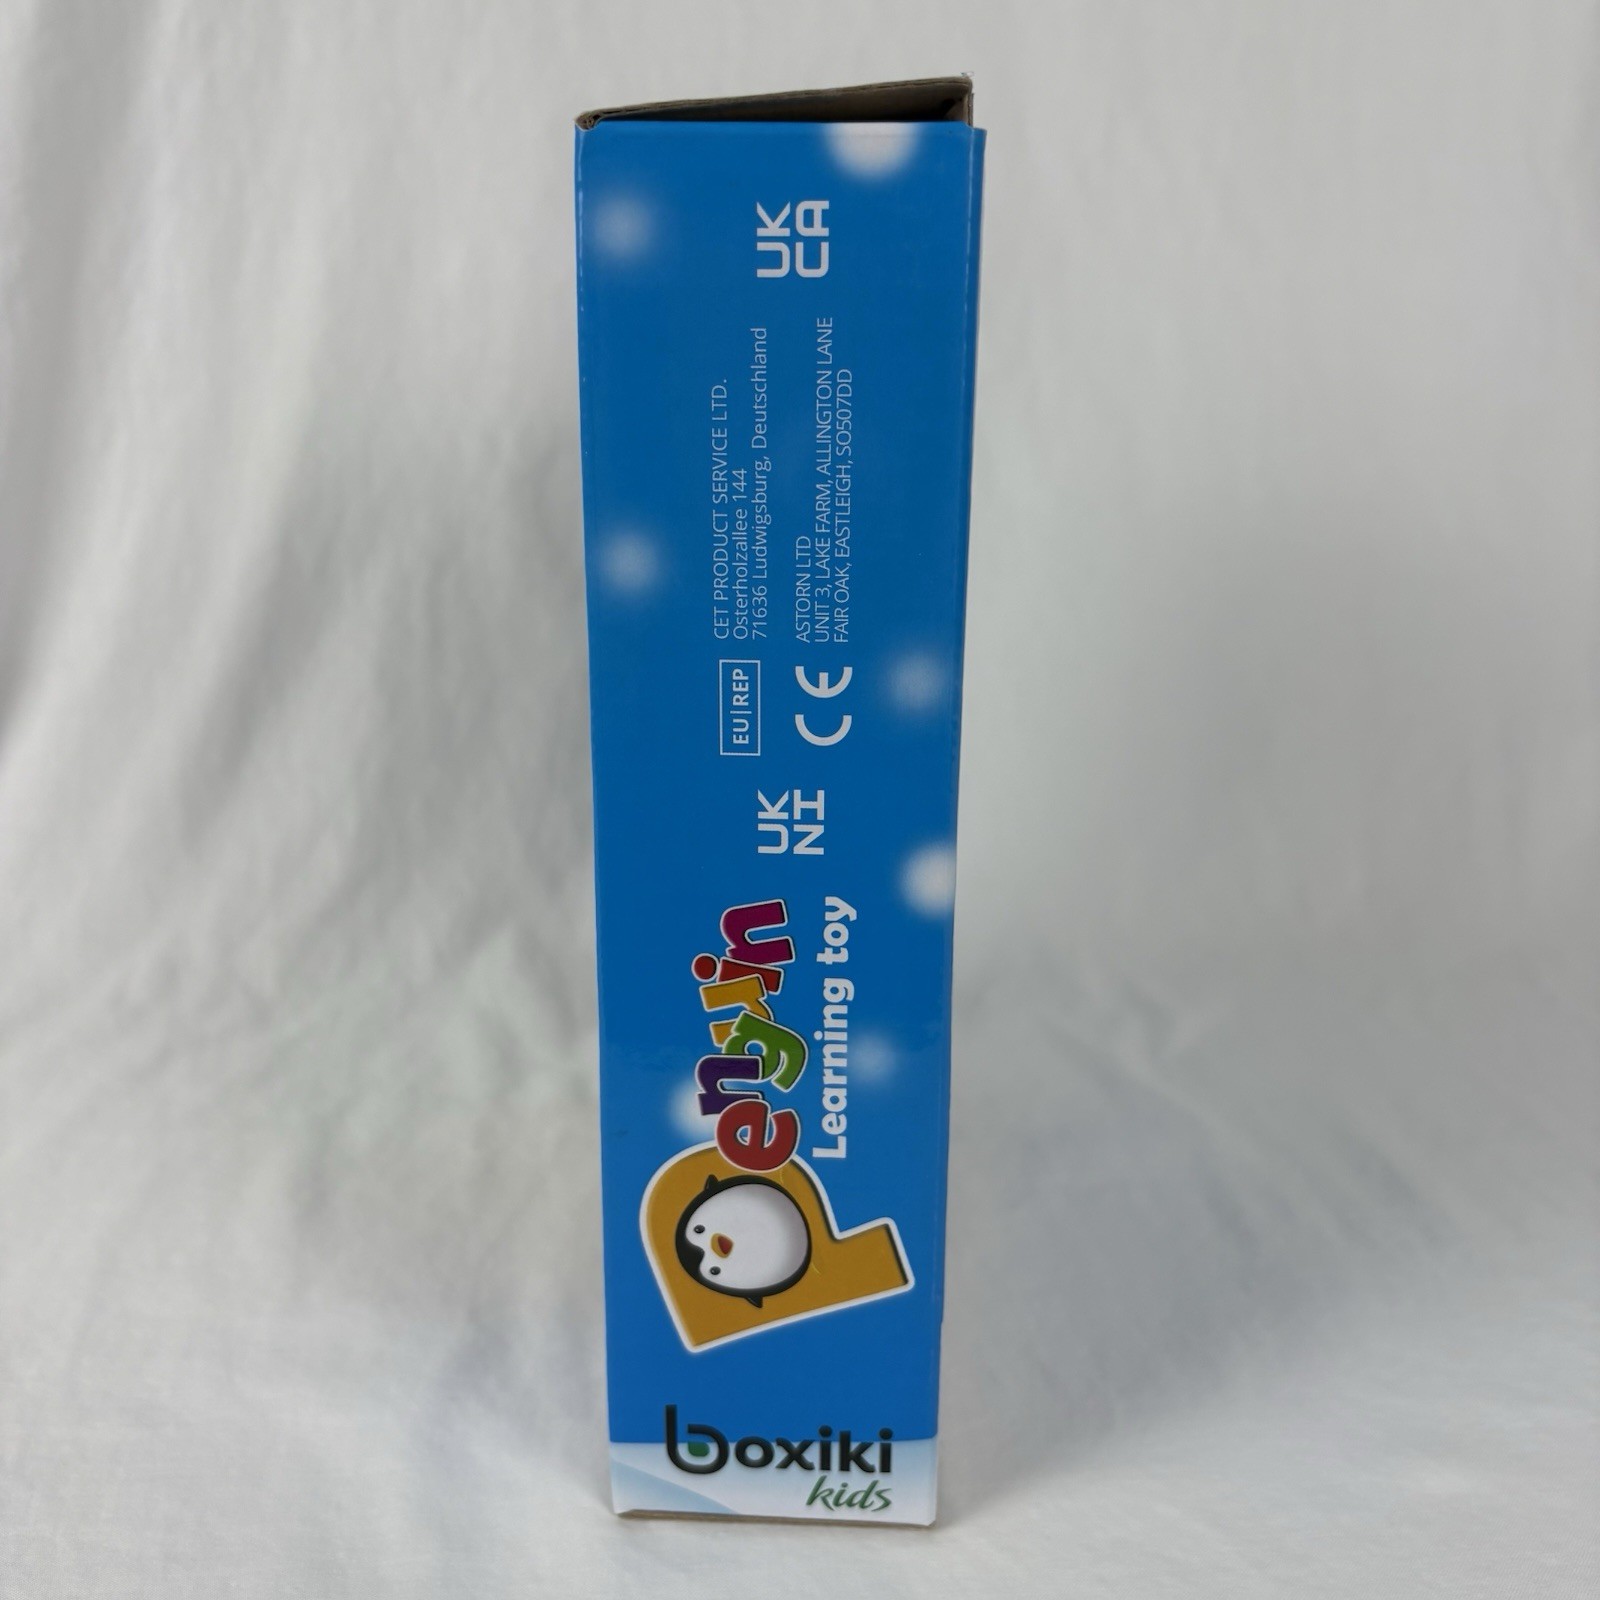 boxiki
kids
Penguin
Learning toy
UK
NI
EU|REP
CET PRODUCT SERVICE LTD.
Osterholzallee 144
71636 Ludwigsburg, Deutschland
CE
ASTORN LTD
UNIT 3, LAKE FARM, ALLINGTON LANE
FAIR OAK, EASTLEIGH, SO507DD
UK
CA